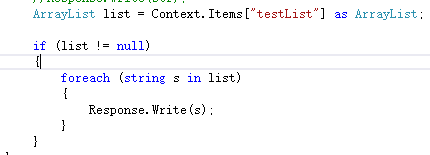 ArrayList list = Context.Items["testList"] as ArrayList;
if (list != null)
{
foreach (string s in list)
{
Response.Write(s);
}
}